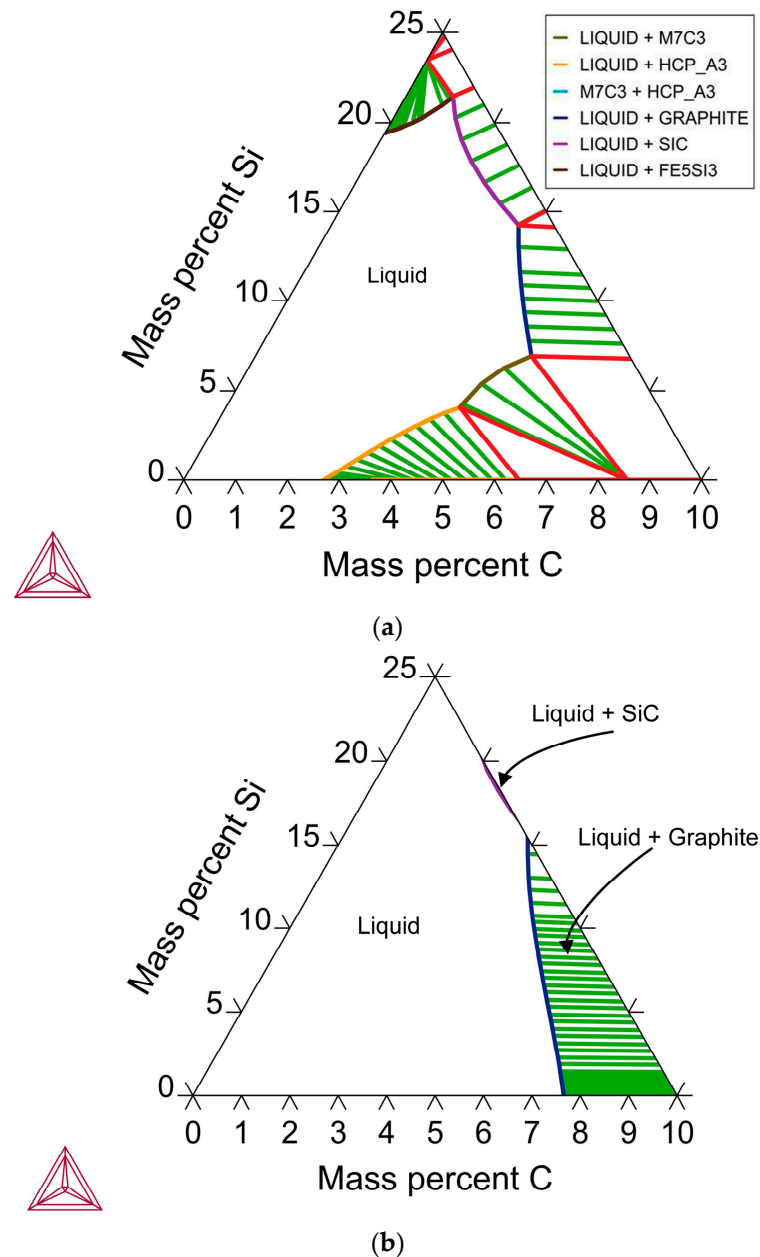 25
20
15
10
5
0
Mass percent Si
LIQUID + M7C3
LIQUID + HCP_A3
M7C3 + HCP_A3
LIQUID + GRAPHITE
LIQUID + SIC
LIQUID + FE5SI3
Liquid
0 1 2 3 4 5 6 7 8 9 10
Mass percent C
(a)
25
20
15
10
5
0
Mass percent Si
Liquid + SiC
Liquid + Graphite
Liquid
0 1 2 3 4 5 6 7 8 9 10
Mass percent C
(b)